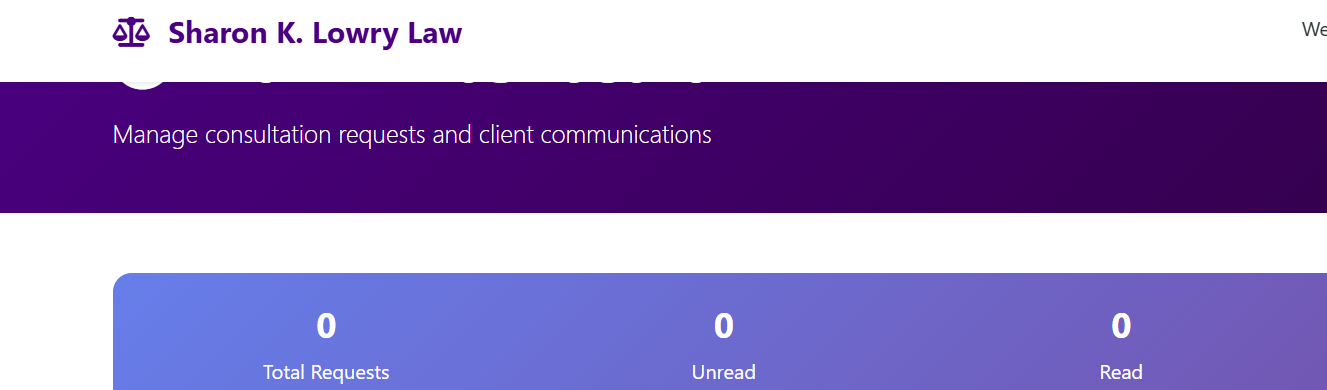 Sharon K. Lowry Law
Manage consultation requests and client communications
0
Total Requests
0
Unread
0
Read